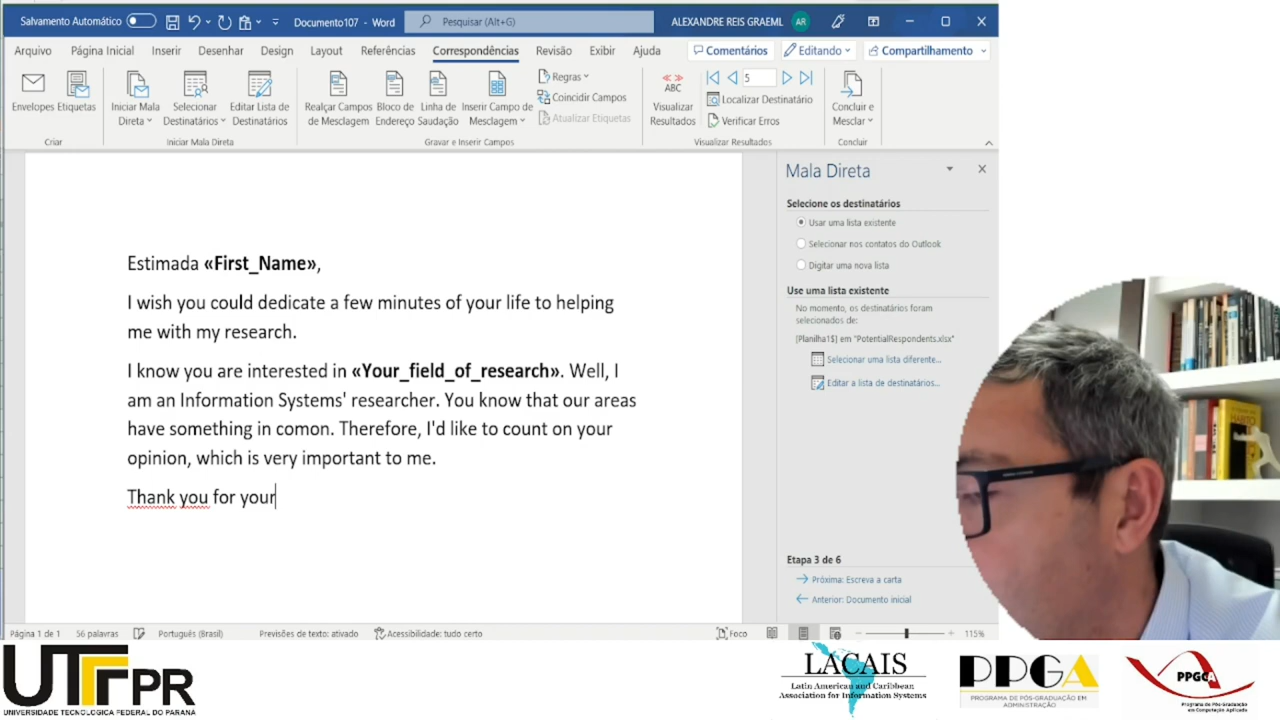 Salvamento Automático
Documento107 - Word
Pesquisar (Alt+G)
ALEXANDRE REIS GRAEML
AR
Arquivo Página Inicial Inserir Desenhar Design Layout Referências Correspondências Revisão Exibir Ajuda
Comentários
Editando
Compartilhamento
Envelopes
Etiquetas
Criar
Iniciar Mala
Direta
Selecionar
Destinatários
Editar Lista de
Destinatários
Iniciar Mala Direta
Realçar Campos
de Mesclagem
Bloco de
Endereço
Linha de
Saudação
Inserir Campo de
Mesclagem
Regras
Coincidir Campos
Atualizar Etiquetas
Gravar e Inserir Campos
ABC
Visualizar
Resultados
5
Localizar Destinatário
Verificar Erros
Visualizar Resultados
Concluir e
Mesclar
Concluir
Estimada «First_Name»,
I wish you could dedicate a few minutes of your life to helping
me with my research.
I know you are interested in «Your_field_of_research». Well, I
am an Information Systems' researcher. You know that our areas
have something in comon. Therefore, I'd like to count on your
opinion, which is very important to me.
Thank you for your
Mala Direta
Selecione os destinatários
Usar uma lista existente
Selecionar nos contatos do Outlook
Digitar uma nova lista
Use uma lista existente
No momento, os destinatários foram
selecionados de:
[Planilha1$] em "PotentialRespondents.xlsx"
Selecionar uma lista diferente...
Editar a lista de destinatários...
Etapa 3 de 6
Próxima: Escreva a carta
Anterior: Documento inicial
Página 1 de 1
56 palavras
Português (Brasil)
Previsões de texto: ativado
Acessibilidade: tudo certo
Foco
115%
UTFPR
UNIVERSIDADE TECNOLÓGICA FEDERAL DO PARANÁ
LACAIS
Latin American and Caribbean
Association for Information Systems
PPGA
PROGRAMA DE PÓS-GRADUAÇÃO EM
ADMINISTRAÇÃO
PPGCA
Programa de Pós-Graduação
em Computação Aplicada